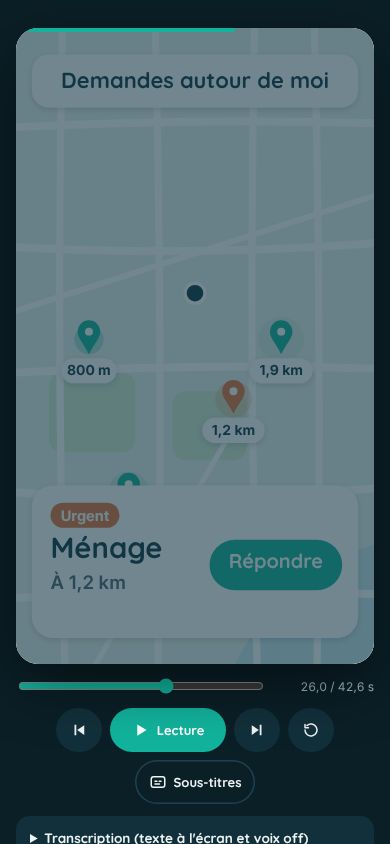 Demandes autour de moi
800 m
1,9 km
1,2 km
Urgent
Ménage
À 1,2 km
Répondre
26,0 / 42,6 s
Lecture
Sous-titres
Transcription (texte à l'écran et voix off)